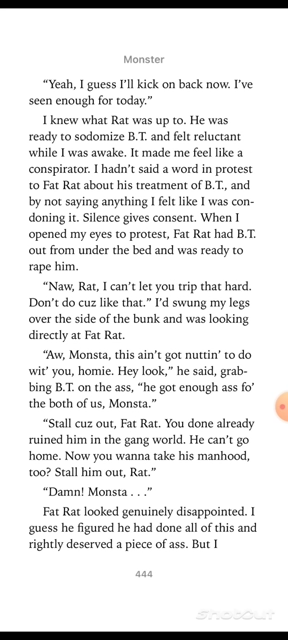 Monster
“Yeah, I guess I’ll kick on back now. I’ve
seen enough for today.”
I knew what Rat was up to. He was
ready to sodomize B.T. and felt reluctant
while I was awake. It made me feel like a
conspirator. I hadn’t said a word in protest
to Fat Rat about his treatment of B.T., and
by not saying anything I felt like I was con-
doning it. Silence gives consent. When I
opened my eyes to protest, Fat Rat had B.T.
out from under the bed and was ready to
rape him.
“Naw, Rat, I can’t let you trip that hard.
Don’t do cuz like that.” I’d swung my legs
over the side of the bunk and was looking
directly at Fat Rat.
“Aw, Monsta, this ain’t got nuttin’ to do
wit’ you, homie. Hey look,” he said, grab-
bing B.T. on the ass, “he got enough ass fo’
the both of us, Monsta.”
“Stall cuz out, Fat Rat. You done already
ruined him in the gang world. He can’t go
home. Now you wanna take his manhood,
too? Stall him out, Rat.”
“Damn! Monsta . . .”
Fat Rat looked genuinely disappointed. I
guess he figured he had done all of this and
rightly deserved a piece of ass. But I
444
ShotOut